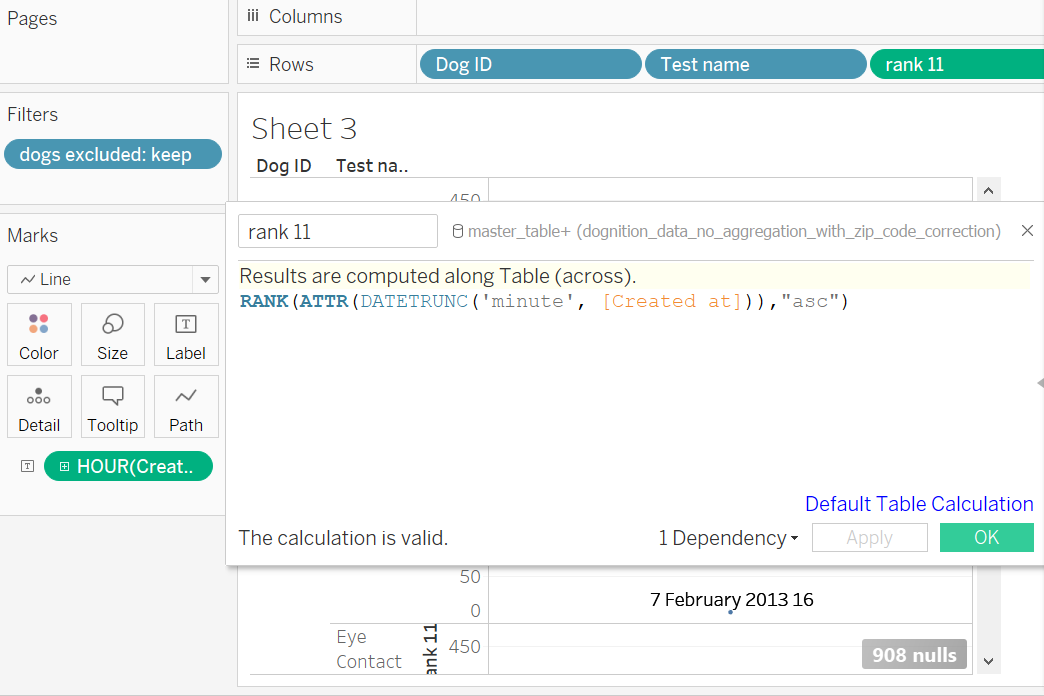 Pages
Columns
Rows
Dog ID
Test name
rank 11
Filters
dogs excluded: keep
Sheet 3
Dog ID Test na..
450
Marks
Line
Color Size Label
Detail Tooltip Path
HOUR(Creat..
rank 11
master_table+ (dognition_data_no_aggregation_with_zip_code_correction)
Results are computed along Table (across).
RANK(ATTR(DATETRUNC('minute', [Created at])),"asc")
Default Table Calculation
The calculation is valid.
1 Dependency
Apply
OK
50
0
7 February 2013 16
Eye
Contact
ank 11
450
908 nulls